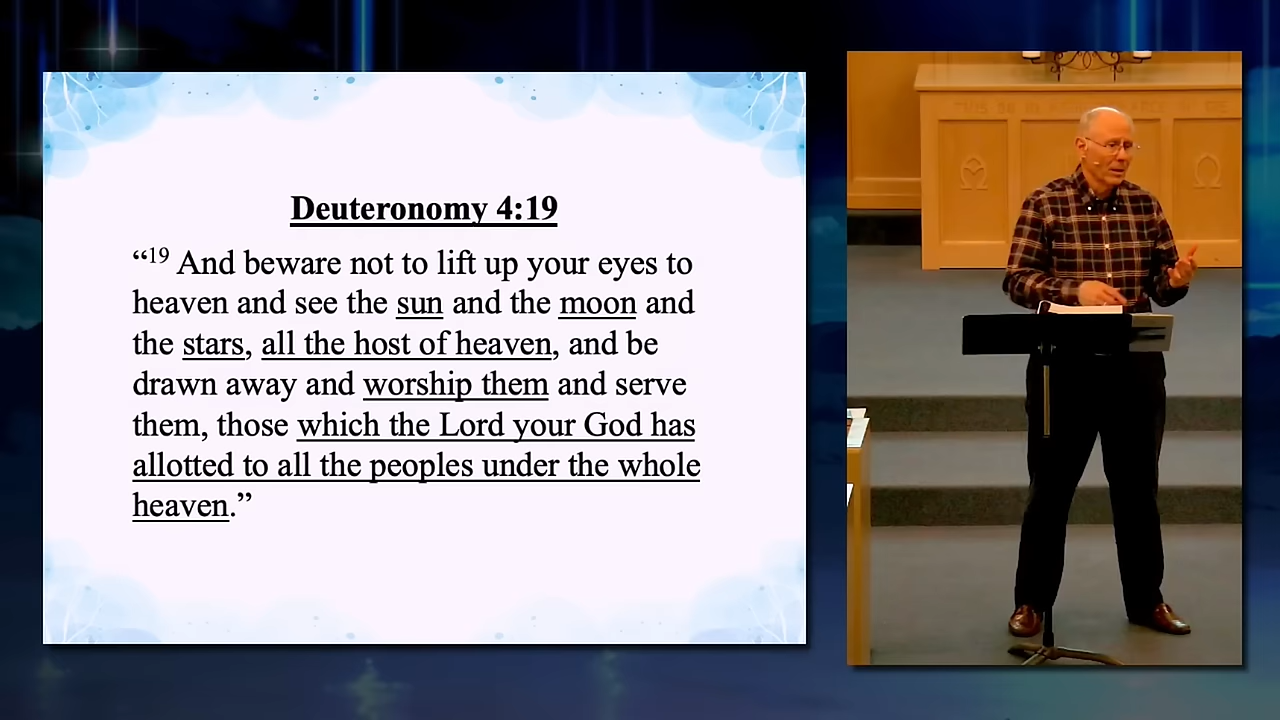 Deuteronomy 4:19
“19 And beware not to lift up your eyes to
heaven and see the sun and the moon and
the stars, all the host of heaven, and be
drawn away and worship them and serve
them, those which the Lord your God has
allotted to all the peoples under the whole
heaven.”